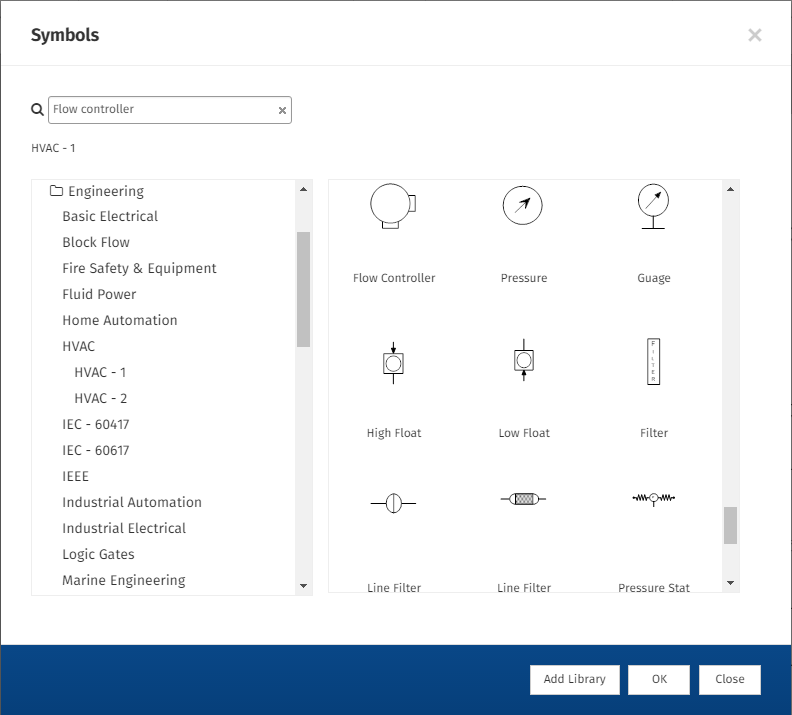 Symbols
Flow controller
HVAC - 1
Engineering
Basic Electrical
Block Flow
Fire Safety & Equipment
Fluid Power
Home Automation
HVAC
HVAC - 1
HVAC - 2
IEC - 60417
IEC - 60617
IEEE
Industrial Automation
Industrial Electrical
Logic Gates
Marine Engineering
Flow Controller
Pressure
Guage
FILTER
High Float
Low Float
Filter
Line Filter
Line Filter
Pressure Stat
Add Library
OK
Close